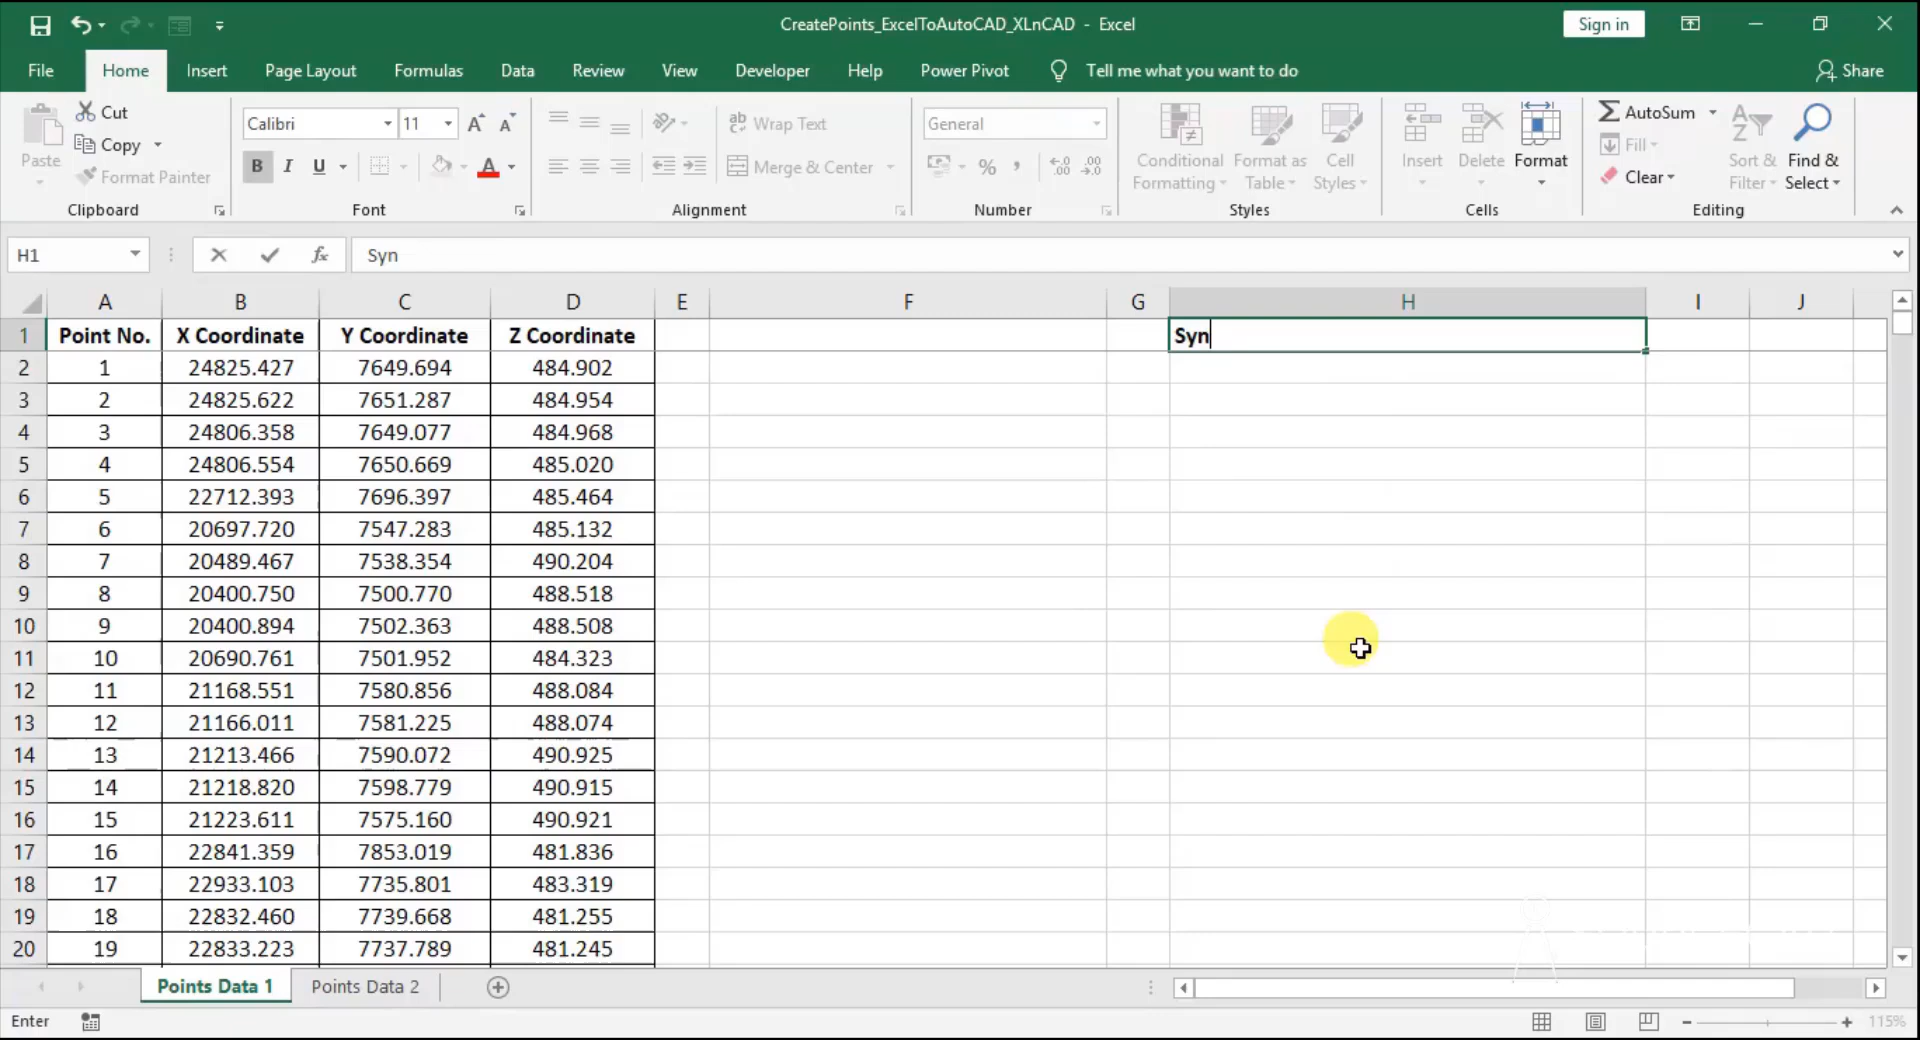 CreatePoints_ExcelToAutoCAD_XLnCAD - Excel
Sign in
File Home Insert Page Layout Formulas Data Review View Developer Help Power Pivot Tell me what you want to do Share
Paste
Cut
Copy
Format Painter
Clipboard
Calibri 11
B I U A
Font
Wrap Text
Merge & Center
Alignment
General
%
Number
Conditional Formatting
Format as Table
Cell Styles
Styles
Insert Delete Format
Cells
AutoSum
Fill
Clear
Sort & Filter
Find & Select
Editing
H1 fx Syn
A B C D E F G H I J
1 Point No. X Coordinate Y Coordinate Z Coordinate Syn
2 1 24825.427 7649.694 484.902
3 2 24825.622 7651.287 484.954
4 3 24806.358 7649.077 484.968
5 4 24806.554 7650.669 485.020
6 5 22712.393 7696.397 485.464
7 6 20697.720 7547.283 485.132
8 7 20489.467 7538.354 490.204
9 8 20400.750 7500.770 488.518
10 9 20400.894 7502.363 488.508
11 10 20690.761 7501.952 484.323
12 11 21168.551 7580.856 488.084
13 12 21166.011 7581.225 488.074
14 13 21213.466 7590.072 490.925
15 14 21218.820 7598.779 490.915
16 15 21223.611 7575.160 490.921
17 16 22841.359 7853.019 481.836
18 17 22933.103 7735.801 483.319
19 18 22832.460 7739.668 481.255
20 19 22833.223 7737.789 481.245
Points Data 1 Points Data 2
Enter 115%